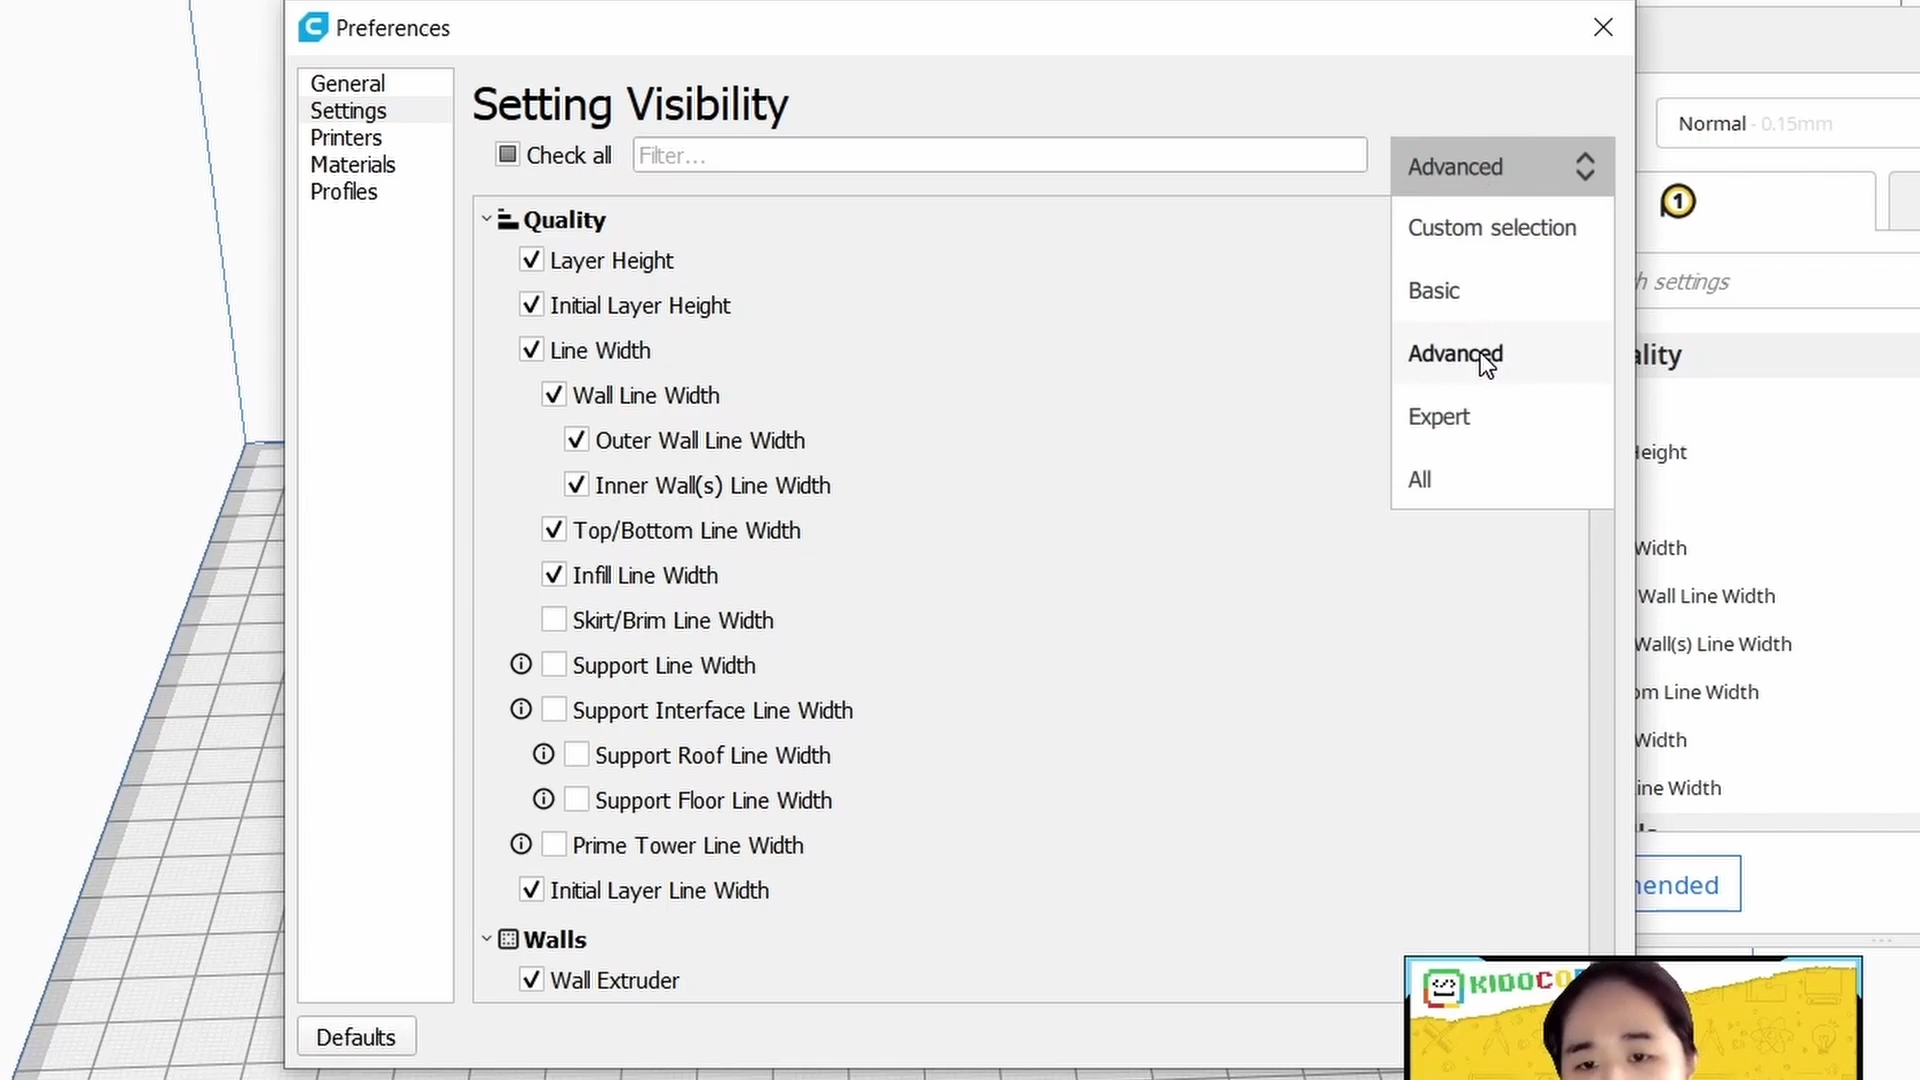 Preferences
General
Settings
Printers
Materials
Profiles
Setting Visibility
Check all
Filter...
Advanced
Custom selection
Basic
Advanced
Expert
All
Quality
Layer Height
Initial Layer Height
Line Width
Wall Line Width
Outer Wall Line Width
Inner Wall(s) Line Width
Top/Bottom Line Width
Infill Line Width
Skirt/Brim Line Width
Support Line Width
Support Interface Line Width
Support Roof Line Width
Support Floor Line Width
Prime Tower Line Width
Initial Layer Line Width
Walls
Wall Extruder
Defaults
Normal - 0.15mm
1
h settings
ality
Height
Width
Wall Line Width
Wall(s) Line Width
om Line Width
Width
ine Width
mended
KIDOCO